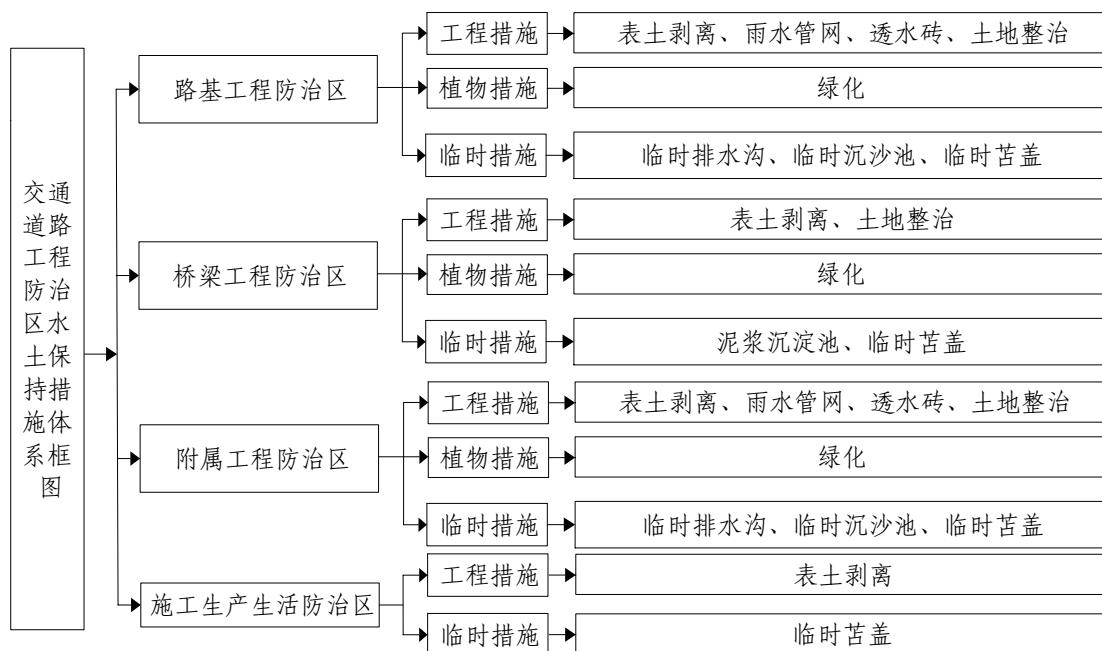 交通
道路
工程
防治
区水
土保
持措
施体
系框
图
路基工程防治区
工程措施
表土剥离、雨水管网、透水砖、土地整治
植物措施
绿化
临时措施
临时排水沟、临时沉沙池、临时苫盖
桥梁工程防治区
工程措施
表土剥离、土地整治
植物措施
绿化
临时措施
泥浆沉淀池、临时苫盖
附属工程防治区
工程措施
表土剥离、雨水管网、透水砖、土地整治
植物措施
绿化
临时措施
临时排水沟、临时沉沙池、临时苫盖
施工生产生活防治区
工程措施
表土剥离
临时措施
临时苫盖